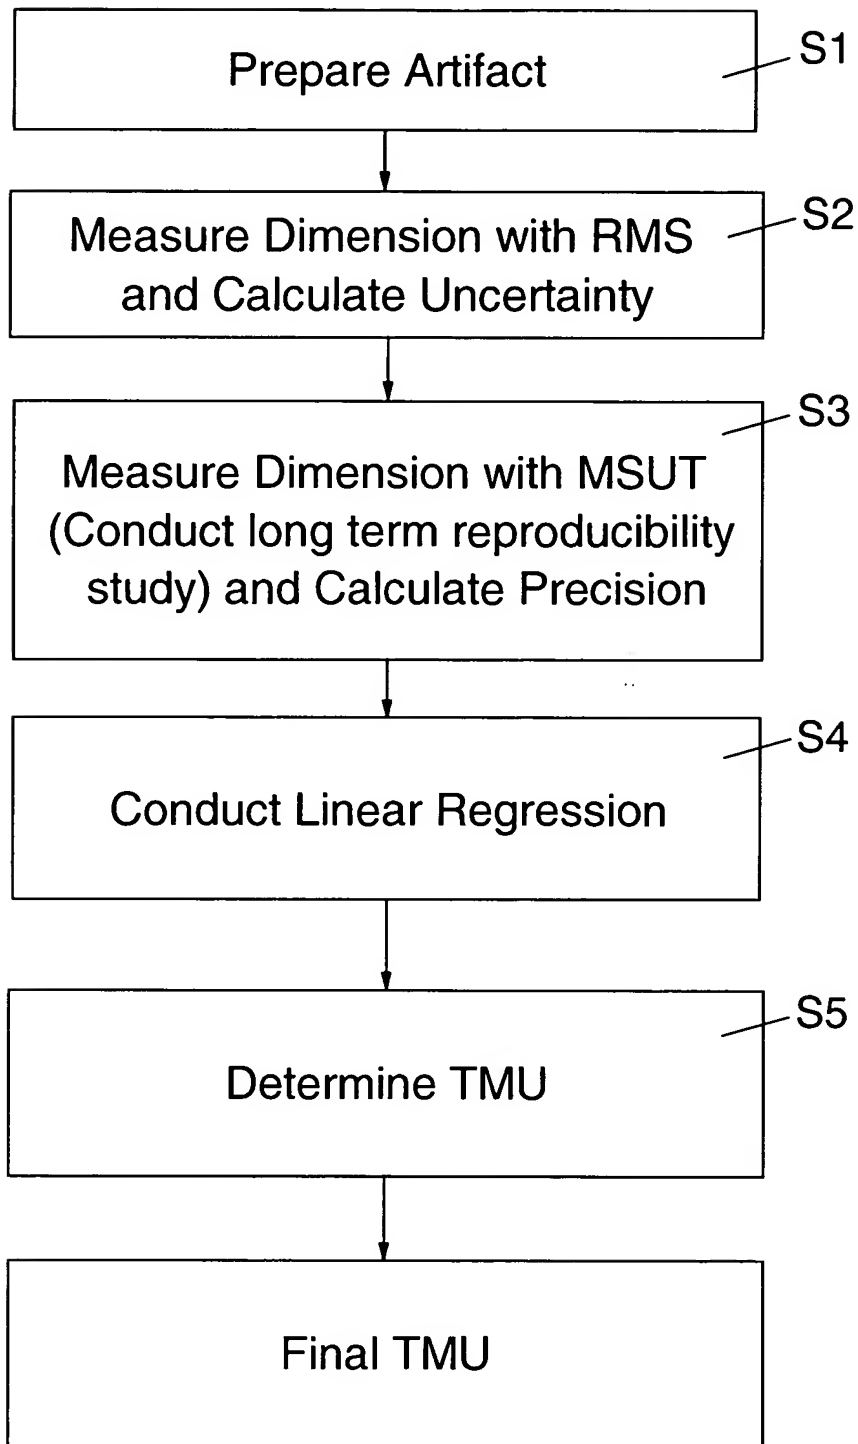 Prepare Artifact
S1
Measure Dimension with RMS
and Calculate Uncertainty
S2
Measure Dimension with MSUT
(Conduct long term reproducibility
study) and Calculate Precision
S3
Conduct Linear Regression
S4
Determine TMU
S5
Final TMU